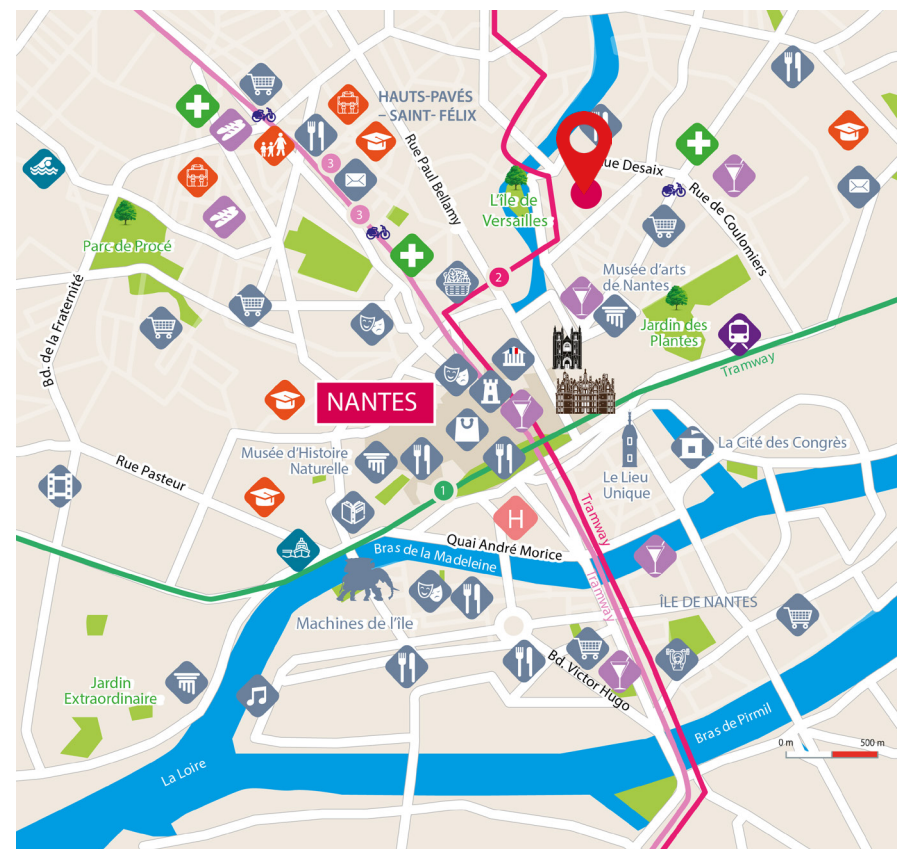 HAUTS-PAVÉS
– SAINT- FÉLIX
Rue Paul Bellamy
ue Desaix
Rue de Coulomiers
L'île de
Versailles
3
3
2
Parc de Procé
Bd. de la Fraternité
Musée d'arts
de Nantes
Jardin des
Plantes
Tramway
NANTES
Musée d'Histoire
Naturelle
La Cité des Congrès
Le Lieu
Unique
Rue Pasteur
1
H
Tramway
Quai André Morice
Bras de la Madeleine
Tramway
ÎLE DE NANTES
Machines de l'île
Bd. Victor Hugo
Jardin
Extraordinaire
Bras de Pirmil
0 m 500 m
La Loire